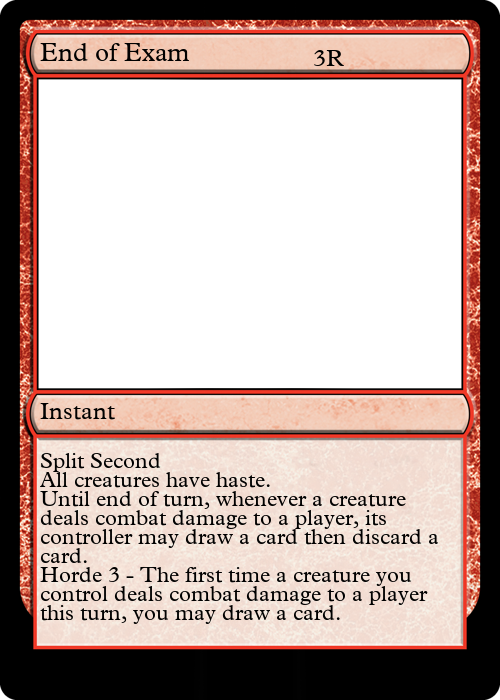 End of Exam 3R
Instant
Split Second
All creatures have haste.
Until end of turn, whenever a creature
deals combat damage to a player, its
controller may draw a card then discard a
card.
Horde 3 - The first time a creature you
control deals combat damage to a player
this turn, you may draw a card.